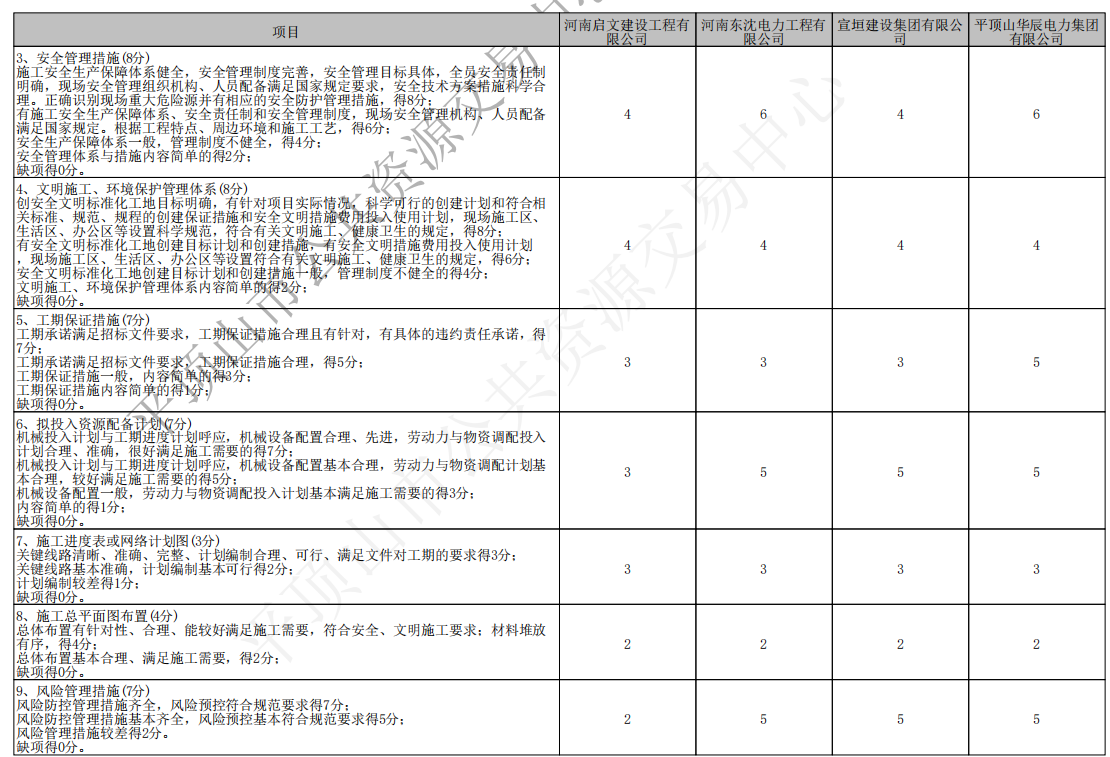 项目
河南启文建设工程有
限公司
河南东沈电力工程有
限公司
宣垣建设集团有限公
司
平顶山华辰电力集团
有限公司
3、安全管理措施(8分)
施工安全生产保障体系健全，安全管理制度完善，安全管理目标具体，全员安全责任制
明确，现场安全管理组织机构、人员配备满足国家规定要求，安全技术方案措施科学合
理。正确识别现场重大危险源并有相应的安全防护管理措施，得8分；
有施工安全生产保障体系、安全责任制和安全管理制度，现场安全管理机构、人员配备
满足国家规定。根据工程特点、周边环境和施工工艺，得6分；
安全生产保障体系一般，管理制度不健全，得4分；
安全管理体系与措施内容简单的得2分；
缺项得0分。
4
6
4
6
4、文明施工、环境保护管理体系(8分)
创安全文明标准化工地目标明确，有针对项目实际情况，科学可行的创建计划和符合相
关标准、规范、规程的创建保证措施和安全文明措施费用投入使用计划，现场施工区、
生活区、办公区等设置科学规范，符合有关文明施工、健康卫生的规定，得8分；
有安全文明标准化工地创建目标计划和创建措施，有安全文明措施费用投入使用计划
，现场施工区、生活区、办公区等设置符合有关文明施工、健康卫生的规定，得6分；
安全文明标准化工地创建目标计划和创建措施一般，管理制度不健全的得4分；
文明施工、环境保护管理体系内容简单的得2分；
缺项得0分。
4
4
4
4
5、工期保证措施(7分)
工期承诺满足招标文件要求，工期保证措施合理且有针对，有具体的违约责任承诺，得
7分；
工期承诺满足招标文件要求，工期保证措施合理，得5分；
工期保证措施一般，内容简单的得3分；
工期保证措施内容简单的得1分；
缺项得0分。
3
3
3
5
6、拟投入资源配备计划(7分)
机械投入计划与工期进度计划呼应，机械设备配置合理、先进，劳动力与物资调配投入
计划合理、准确，很好满足施工需要的得7分；
机械投入计划与工期进度计划呼应，机械设备配置基本合理，劳动力与物资调配计划基
本合理，较好满足施工需要的得5分；
机械设备配置一般，劳动力与物资调配投入计划基本满足施工需要的得3分；
内容简单的得1分；
缺项得0分。
3
5
5
5
7、施工进度表或网络计划图(3分)
关键线路清晰、准确、完整、计划编制合理、可行、满足文件对工期的要求得3分；
关键线路基本准确，计划编制基本可行得2分；
计划编制较差得1分；
缺项得0分。
3
3
3
3
8、施工总平面图布置(4分)
总体布置有针对性、合理、能较好满足施工需要，符合安全、文明施工要求；材料堆放
有序，得4分；
总体布置基本合理、满足施工需要，得2分；
缺项得0分。
2
2
2
2
9、风险管理措施(7分)
风险防控管理措施齐全，风险预控符合规范要求得7分；
风险防控管理措施基本齐全，风险预控基本符合规范要求得5分；
风险管理措施较差得2分。
缺项得0分。
2
5
5
5
平顶山市公共资源交易中心
平顶山市公共资源交易中心